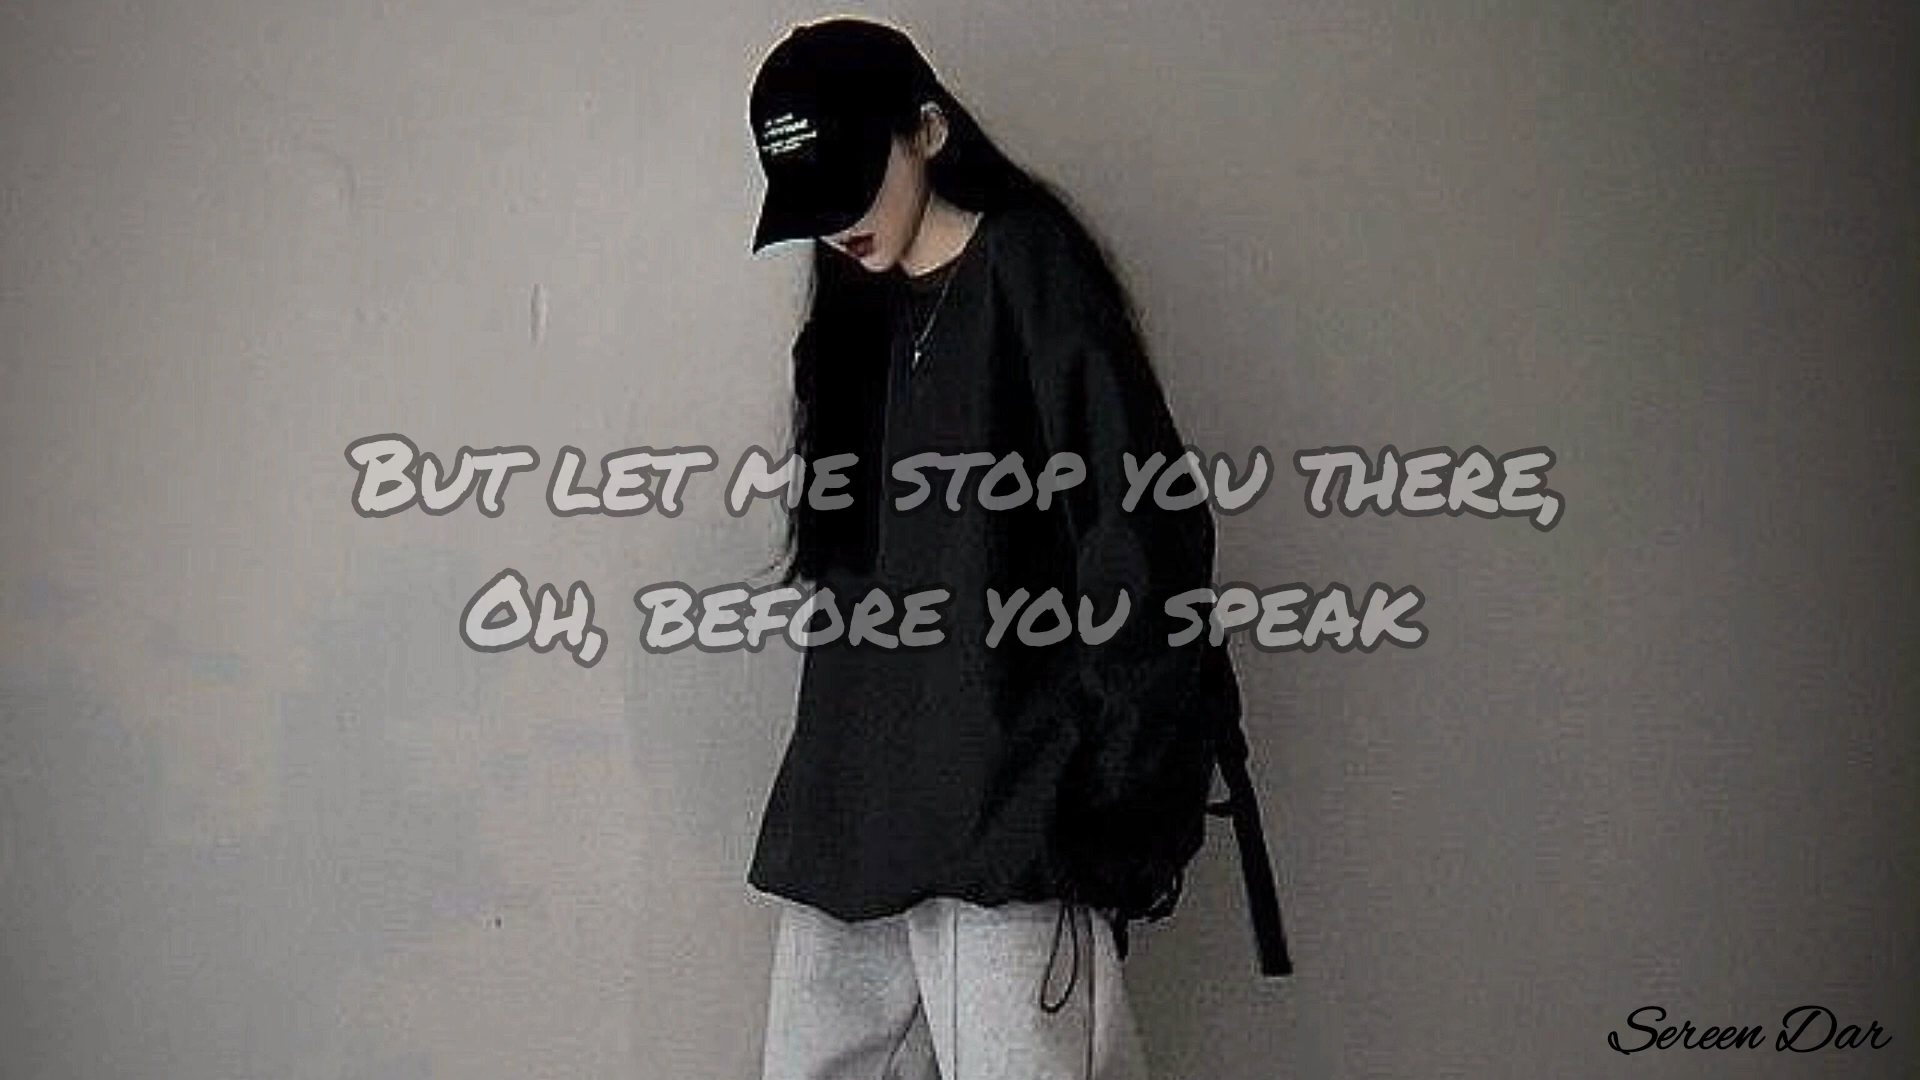 But let me stop you there,
Oh, before you speak
Sereen Dar